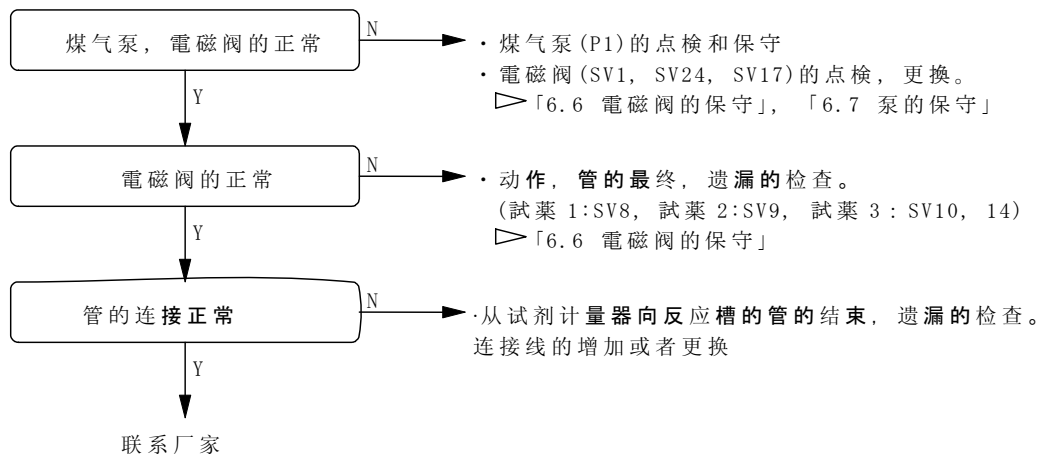 煤气泵，電磁阀的正常
N
・煤气泵(P1)的点检和保守
・電磁阀(SV1, SV24, SV17)的点检，更换。
「6.6 電磁阀的保守」，「6.7 泵的保守」
Y
電磁阀的正常
N
・动作，管的最终，遗漏的检查。
(試薬 1:SV8, 試薬 2:SV9, 試薬 3 : SV10, 14)
「6.6 電磁阀的保守」
Y
管的连接正常
N
·从试剂计量器向反应槽的管的结束，遗漏的检查。
连接线的增加或者更换
Y
联系厂家